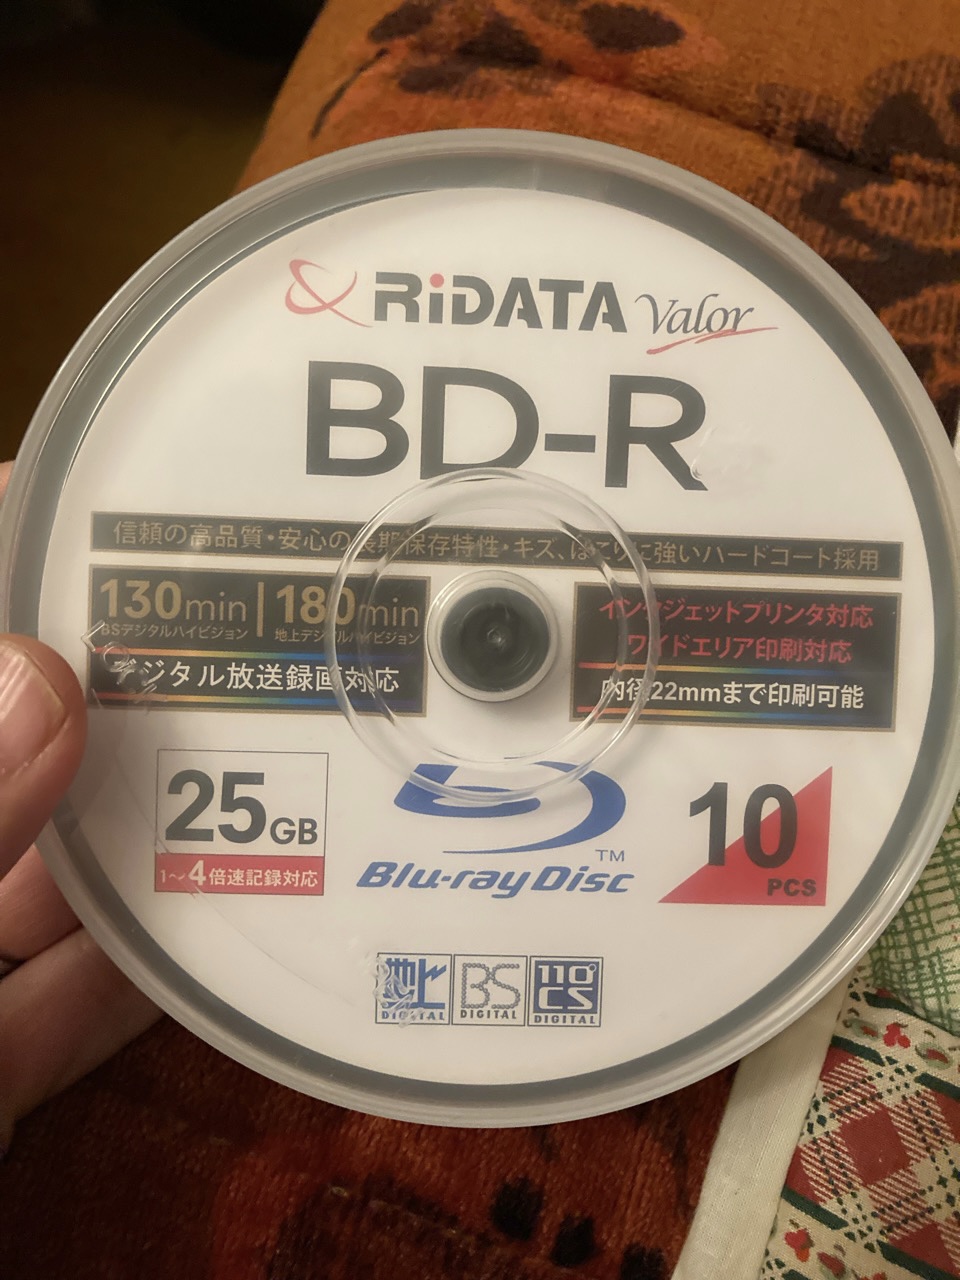 RiDATA Valor
BD-R
信頼の高品質・安心の長期保存特性・キズ、ほこりに強いハードコート採用
130min | 180min
BSデジタルハイビジョン 地上デジタルハイビジョン
デジタル放送録画対応
インクジェットプリンタ対応
ワイドエリア印刷対応
内径22mmまで印刷可能
25GB
1~4倍速記録対応
Blu-ray Disc TM
10
PCS
地上 BS 110° CS
DIGITAL DIGITAL DIGITAL